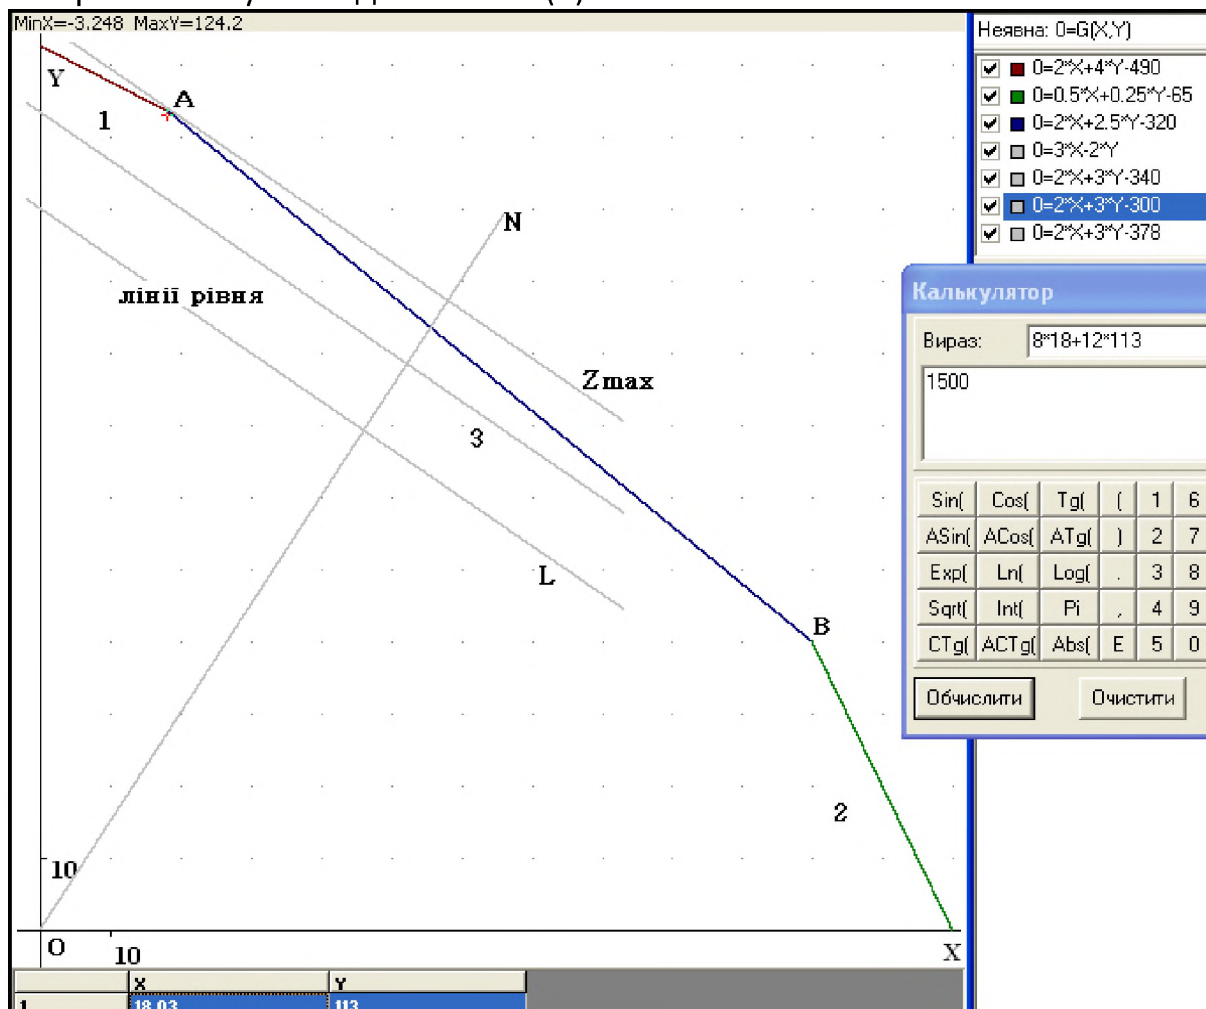 MinX=-3.248 MaxY=124.2
Y
A
1
N
лінії рівня
Zmax
3
L
B
2
10
O
10
X
X Y
1 18.03 113
Неявна: 0=G(X,Y)
0=2*X+4*Y-490
0=0.5*X+0.25*Y-65
0=2*X+2.5*Y-320
0=3*X-2*Y
0=2*X+3*Y-340
0=2*X+3*Y-300
0=2*X+3*Y-378
Калькулятор
Вираз: 8*18+12*113
1500
Sin( Cos( Tg( ( 1 6
ASin( ACos( ATg( ) 2 7
Exp( Ln( Log( . 3 8
Sqrt( Int( Pi , 4 9
CTg( ACTg( Abs( E 5 0
Обчислити Очистити